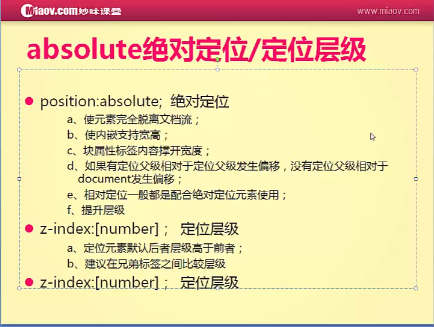 Miaov.com 妙味课堂
www.miaov.com
absolute绝对定位/定位层级
position:absolute; 绝对定位
a、使元素完全脱离文档流；
b、使内嵌支持宽高；
c、块属性标签内容撑开宽度；
d、如果有定位父级相对于定位父级发生偏移，没有定位父级相对于
document发生偏移；
e、相对定位一般都是配合绝对定位元素使用；
f、提升层级
z-index:[number]； 定位层级
a、定位元素默认后者层级高于前者；
b、建议在兄弟标签之间比较层级
z-index:[number]； 定位层级